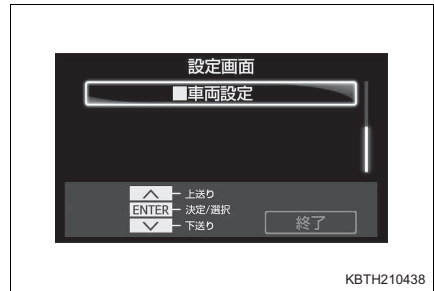 設定画面
■車両設定
上送り
ENTER 決定/選択
下送り
終了
KBTH210438